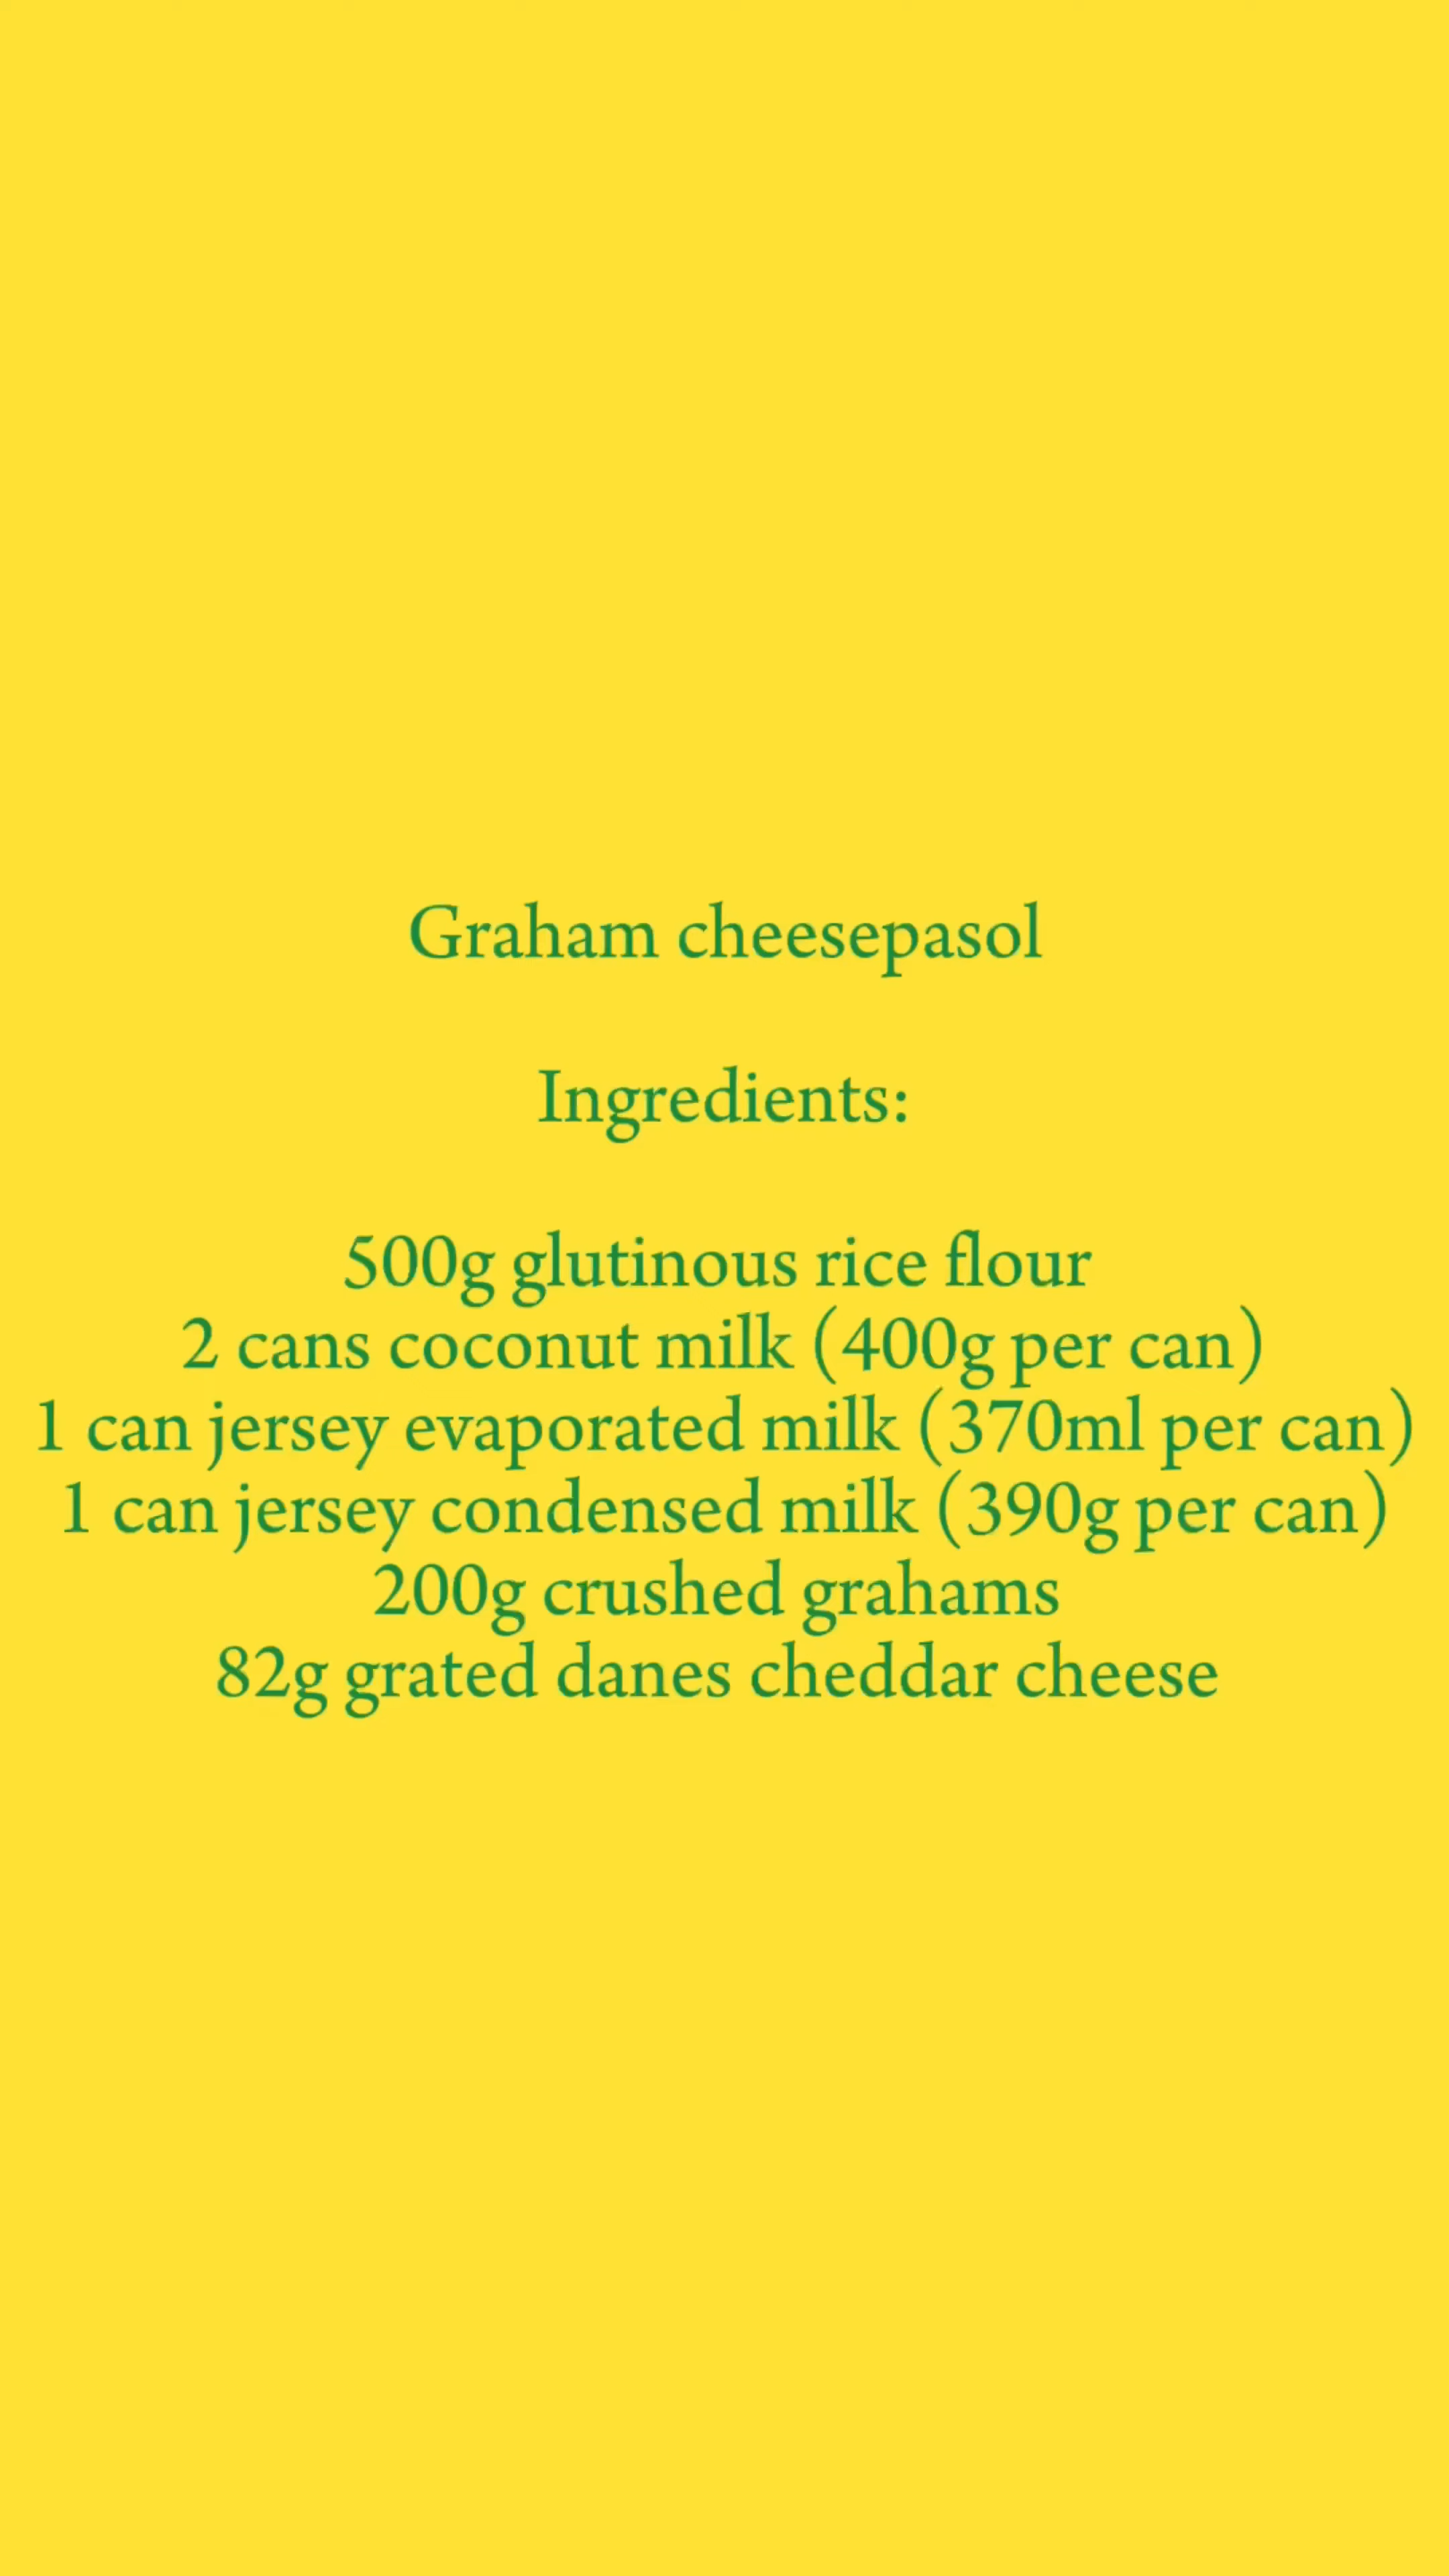 Graham cheesepasol
Ingredients:
500g glutinous rice flour
2 cans coconut milk (400g per can)
1 can jersey evaporated milk (370ml per can)
1 can jersey condensed milk (390g per can)
200g crushed grahams
82g grated danes cheddar cheese